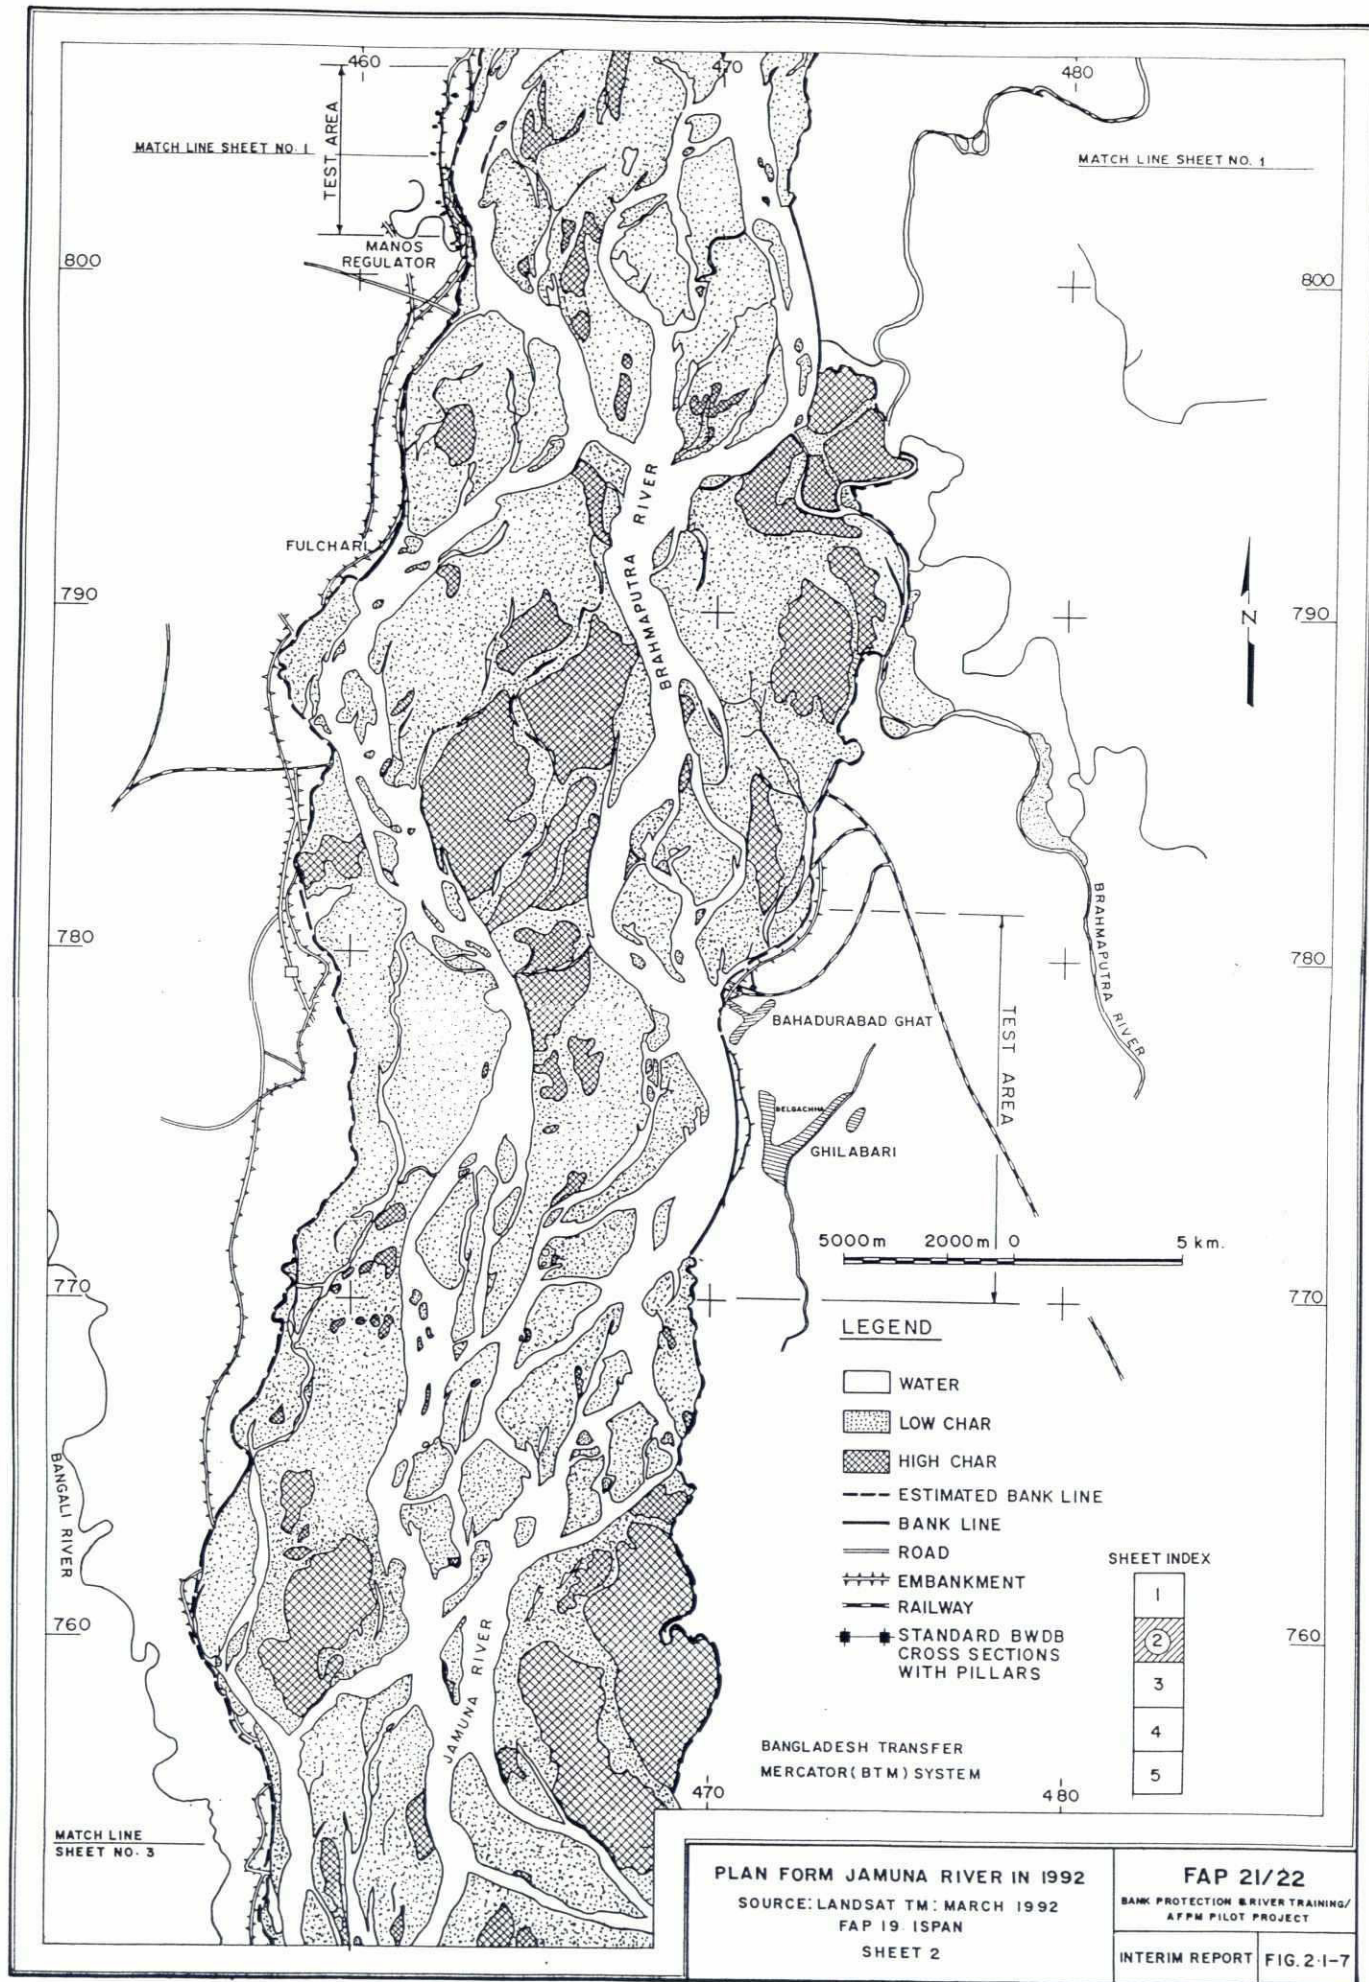 460
470
480
MATCH LINE SHEET NO. 1
TEST AREA
MATCH LINE SHEET NO. 1
MANOS
REGULATOR
800
800
BRAHMAPUTRA RIVER
FULCHARI
790
790
N
BRAHMAPUTRA RIVER
780
780
BAHADURABAD GHAT
TEST AREA
BELGACHHA
GHILABARI
5000m 2000m 0 5 km.
770
770
LEGEND
WATER
LOW CHAR
HIGH CHAR
ESTIMATED BANK LINE
BANK LINE
ROAD
EMBANKMENT
RAILWAY
STANDARD BWDB
CROSS SECTIONS
WITH PILLARS
BANGALI RIVER
SHEET INDEX
1
2
3
4
5
760
760
JAMUNA RIVER
BANGLADESH TRANSFER
MERCATOR(BTM) SYSTEM
470
480
MATCH LINE
SHEET NO. 3
PLAN FORM JAMUNA RIVER IN 1992
SOURCE: LANDSAT TM: MARCH 1992
FAP 19 ISPAN
SHEET 2
FAP 21/22
BANK PROTECTION & RIVER TRAINING/
AFPM PILOT PROJECT
INTERIM REPORT
FIG. 2.1-7